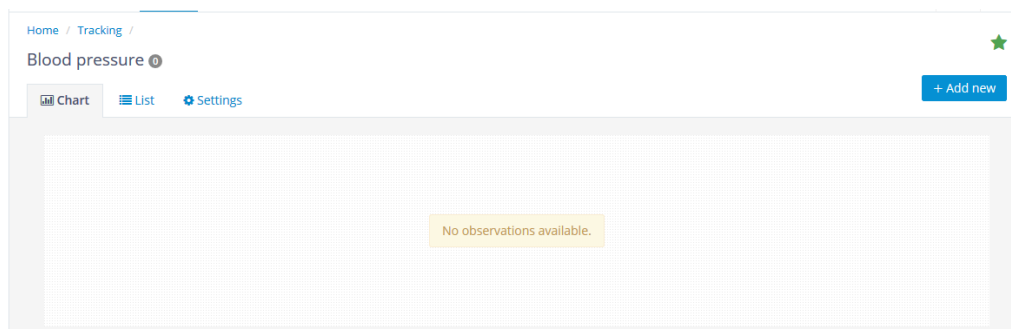 Home / Tracking /
Blood pressure 0
Chart List Settings
+ Add new
No observations available.